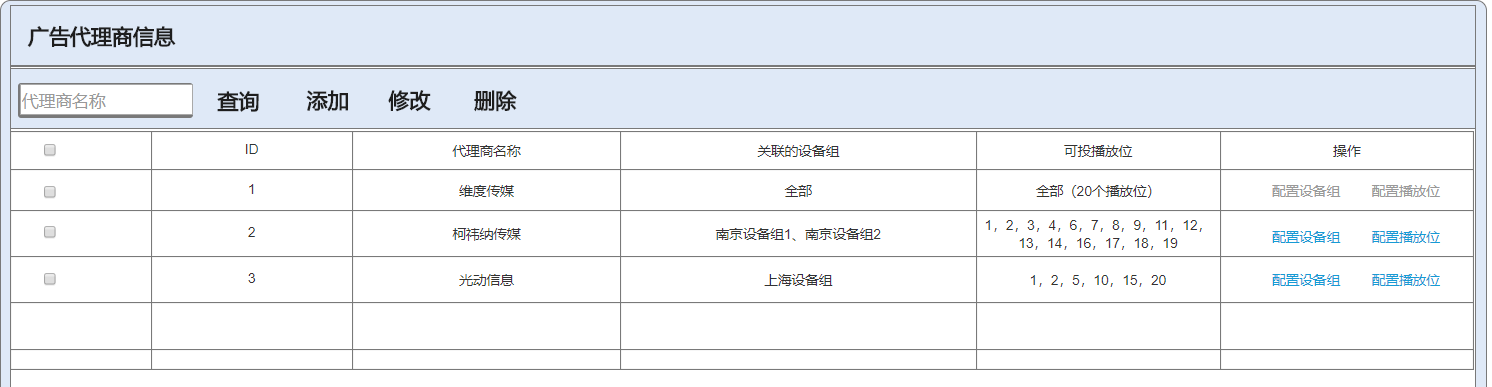 广告代理商信息
代理商名称 查询 添加 修改 删除
ID 代理商名称 关联的设备组 可投播放位 操作
1 维度传媒 全部 全部（20个播放位） 配置设备组 配置播放位
2 柯祎纳传媒 南京设备组1、南京设备组2 1，2，3，4，6，7，8，9，11，12， 配置设备组 配置播放位
13，14，16，17，18，19
3 光动信息 上海设备组 1，2，5，10，15，20 配置设备组 配置播放位